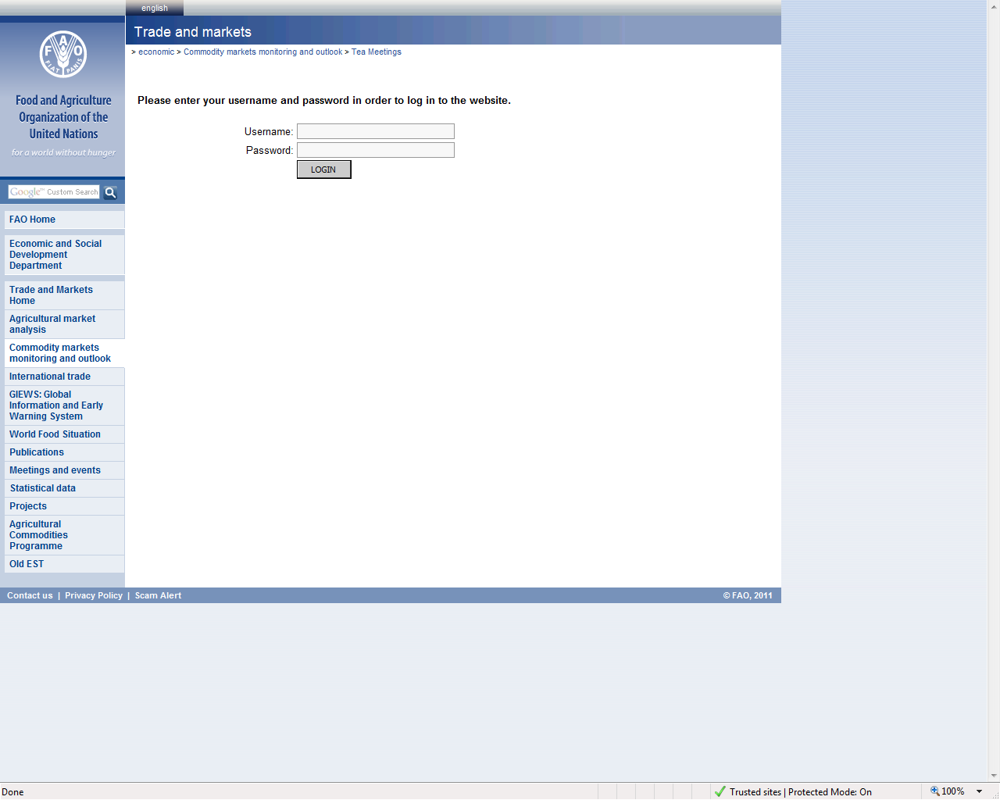 english
Trade and markets
> economic > Commodity markets monitoring and outlook > Tea Meetings
F A O
FIAT PANIS
Food and Agriculture
Organization of the
United Nations
for a world without hunger
Google™ Custom Search
FAO Home
Economic and Social
Development
Department
Trade and Markets
Home
Agricultural market
analysis
Commodity markets
monitoring and outlook
International trade
GIEWS: Global
Information and Early
Warning System
World Food Situation
Publications
Meetings and events
Statistical data
Projects
Agricultural
Commodities
Programme
Old EST
Please enter your username and password in order to log in to the website.
Username:
Password:
LOGIN
Contact us | Privacy Policy | Scam Alert
© FAO, 2011
Done
Trusted sites | Protected Mode: On
100%